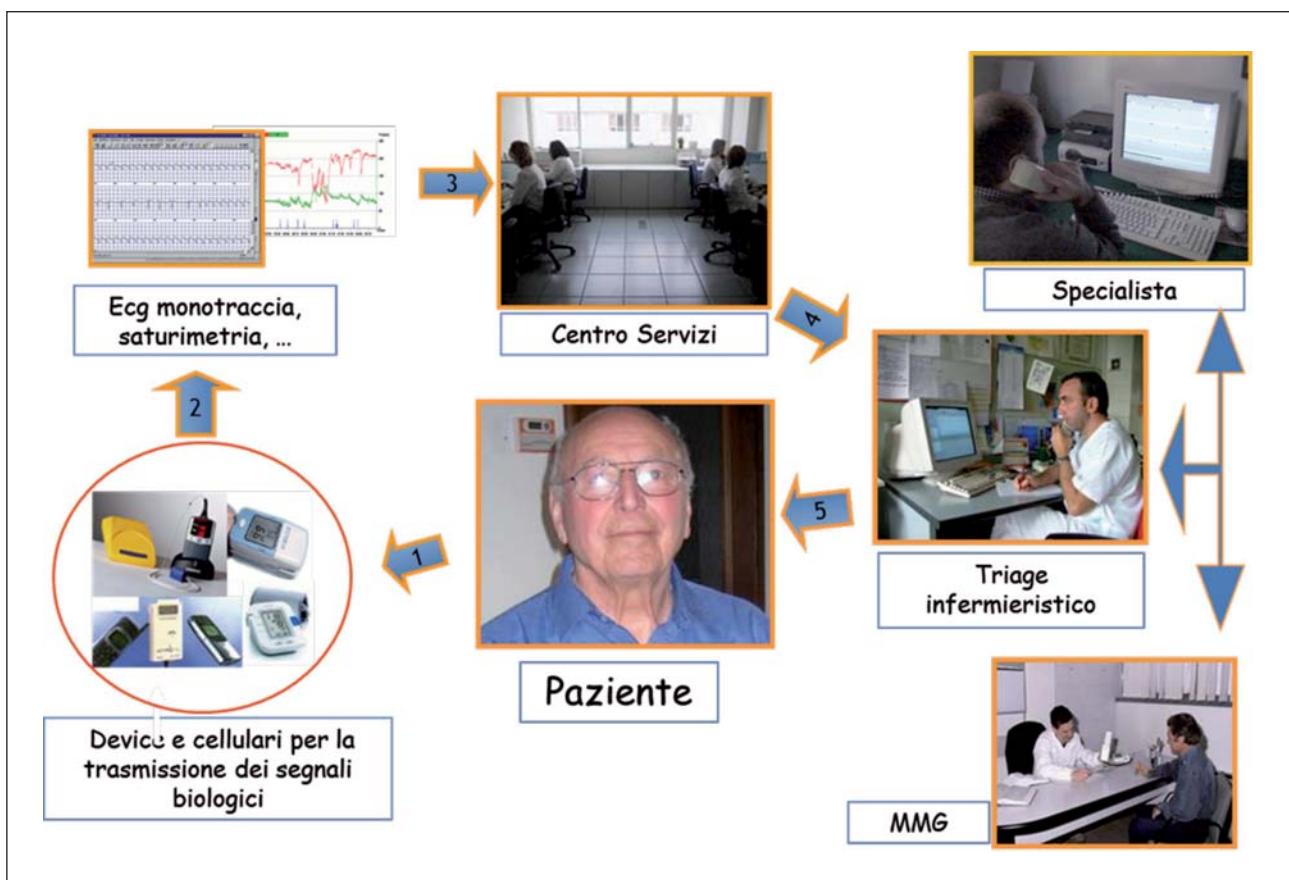 3
Ecg monotraccia,
saturimetria, ...
Centro Servizi
Specialista
4
2
5
1
Triage
infermieristico
Paziente
Device e cellulari per la
trasmissione dei segnali
biologici
MMG